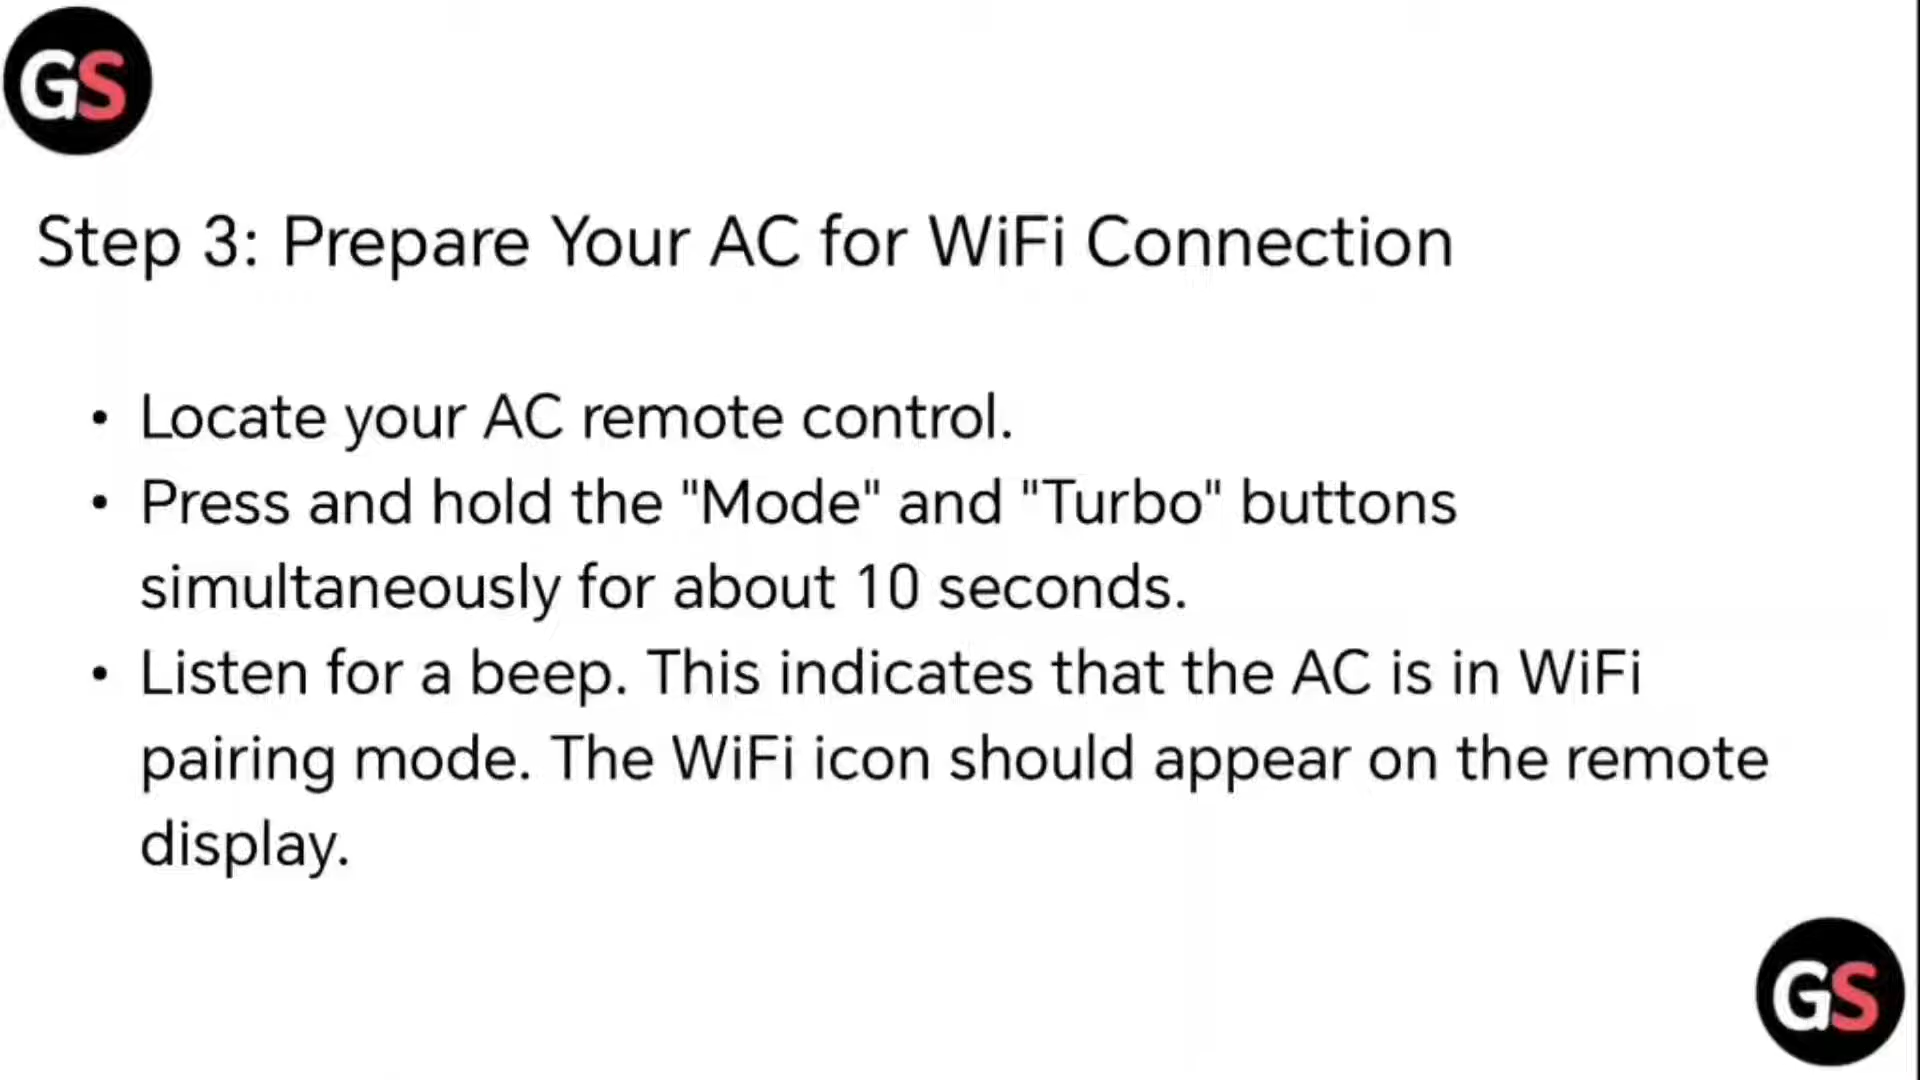 GS
Step 3: Prepare Your AC for WiFi Connection
• Locate your AC remote control.
• Press and hold the "Mode" and "Turbo" buttons
simultaneously for about 10 seconds.
• Listen for a beep. This indicates that the AC is in WiFi
pairing mode. The WiFi icon should appear on the remote
display.
GS